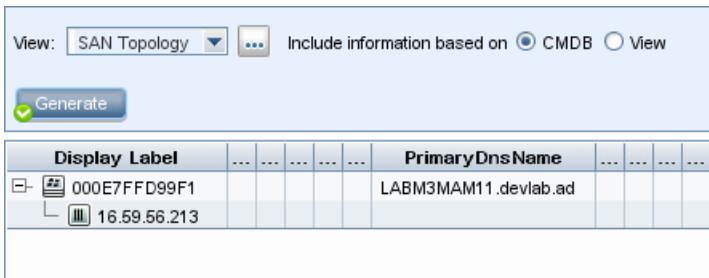 View: SAN Topology ... Include information based on CMDB View
Generate
Display Label ... ... ... ... ... PrimaryDnsName ... ... ... ...
000E7FFD99F1 LABM3MAM11.devlab.ad
16.59.56.213